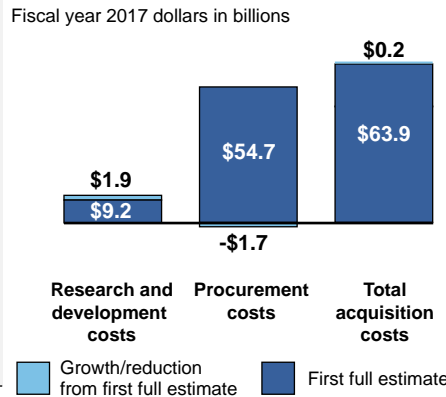 Fiscal year 2017 dollars in billions
$0.2
$63.9
$54.7
$1.9
$9.2
-$1.7
Research and
development
costs
Procurement
costs
Total
acquisition
costs
Growth/reduction
from first full estimate
First full estimate